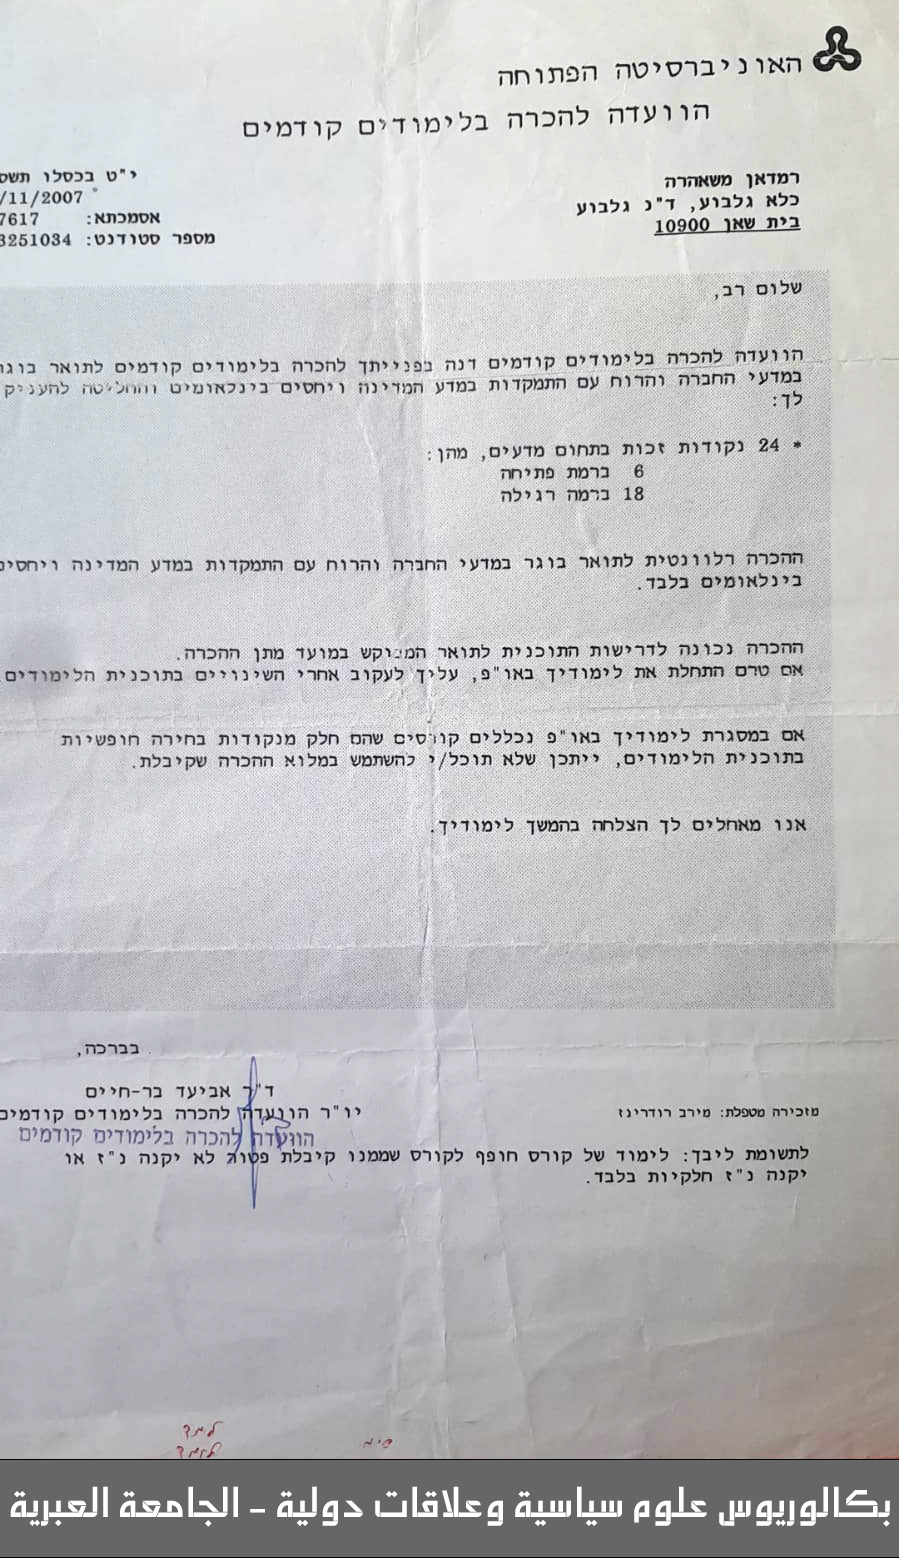 האוניברסיטה הפתוחה
הוועדה להכרה בלימודים קודמים
י"ט בכסלו תשס
/11/2007
אסמכתא: 7617
מספר סטודנט: 3251034
רמדאן משאהרה
כלא גלבוע, ד"נ גלבוע
בית שאן 10900
שלום רב,
הוועדה להכרה בלימודים קודמים דנה בפנייתך להכרה בלימודים קודמים לתואר בוגר
במדעי החברה והרוח עם התמקדות במדע המדינה ויחסים בינלאומים והחליטה להעניק
לך:
* 24 נקודות זכות בתחום מדעים, מהן:
6 ברמת פתיחה
18 ברמה רגילה
ההכרה רלוונטית לתואר בוגר במדעי החברה והרוח עם התמקדות במדע המדינה ויחסים
בינלאומים בלבד.
ההכרה נכונה לדרישות התוכנית לתואר המבוקש במועד מתן ההכרה.
אם טרם התחלת את לימודיך באו"פ, עליך לעקוב אחרי השינויים בתוכנית הלימודים.
אם במסגרת לימודיך באו"פ נכללים קורסים שהם חלק מנקודות בחירה חופשיות
בתוכנית הלימודים, ייתכן שלא תוכל/י להשתמש במלוא ההכרה שקיבלת.
אנו מאחלים לך הצלחה בהמשך לימודיך.
בברכה,
ד"ר אביעד בר-חיים
יו"ר הוועדה להכרה בלימודים קודמים
הוועדה להכרה בלימודים קודמים
מזכירה מטפלת: מירב רודריגז
לתשומת ליבך: לימוד של קורס חופף לקורס שממנו קיבלת פטור לא יקנה נ"ז או
יקנה נ"ז חלקיות בלבד.
بكالوريوس علوم سياسية وعلاقات دولية - الجامعة العبرية